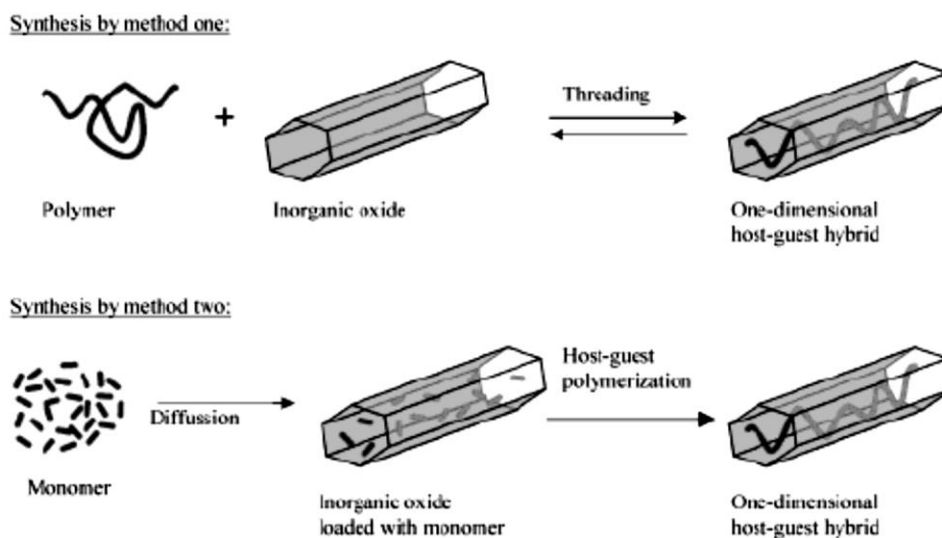 Synthesis by method one:
+
Threading
Polymer
Inorganic oxide
One-dimensional
host-guest hybrid
Synthesis by method two:
Diffussion
Host-guest
polymerization
Monomer
Inorganic oxide
loaded with monomer
One-dimensional
host-guest hybrid